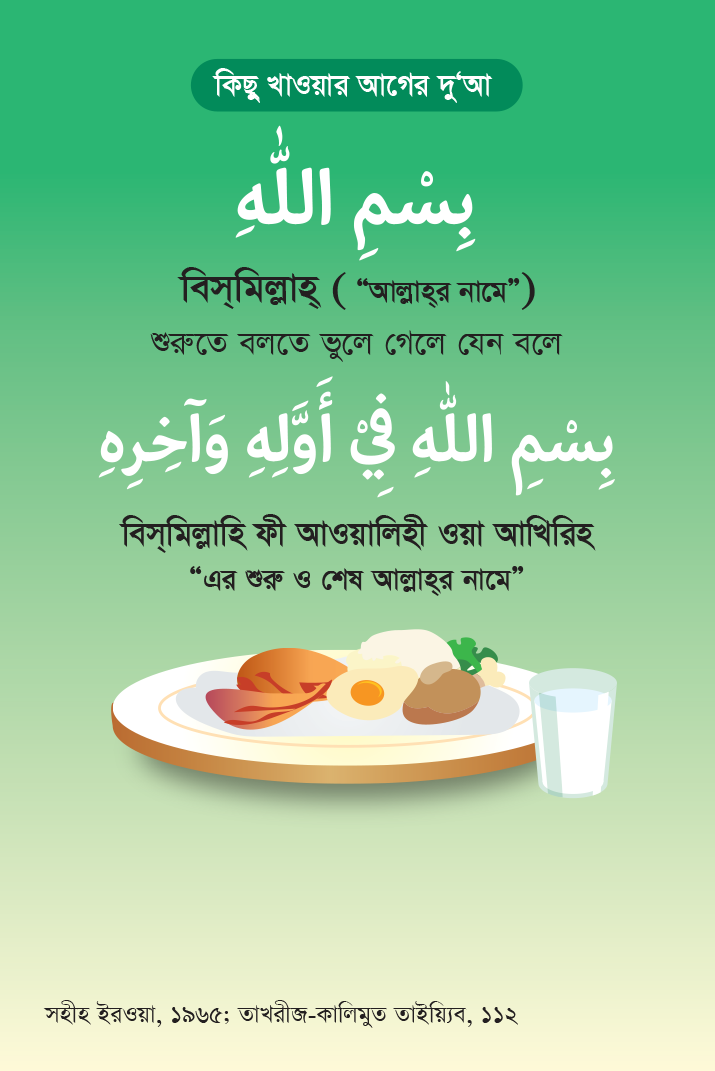 কিছু খাওয়ার আগের দু‘আ
بِسْمِ اللّٰهِ
বিস্‌মিল্লাহ্‌ ( “আল্লাহ্‌র নামে”)
শুরুতে বলতে ভুলে গেলে যেন বলে
بِسْمِ اللّٰهِ فِيْ أَوَّلِهِ وَآخِرِهِ
বিস্‌মিল্লাহি ফী আওয়ালিহী ওয়া আখিরিহ
“এর শুরু ও শেষ আল্লাহ্‌র নামে”
সহীহ ইরওয়া, ১৯৬৫; তাখরীজ-কালিমুত তাইয়্যিব, ১১২